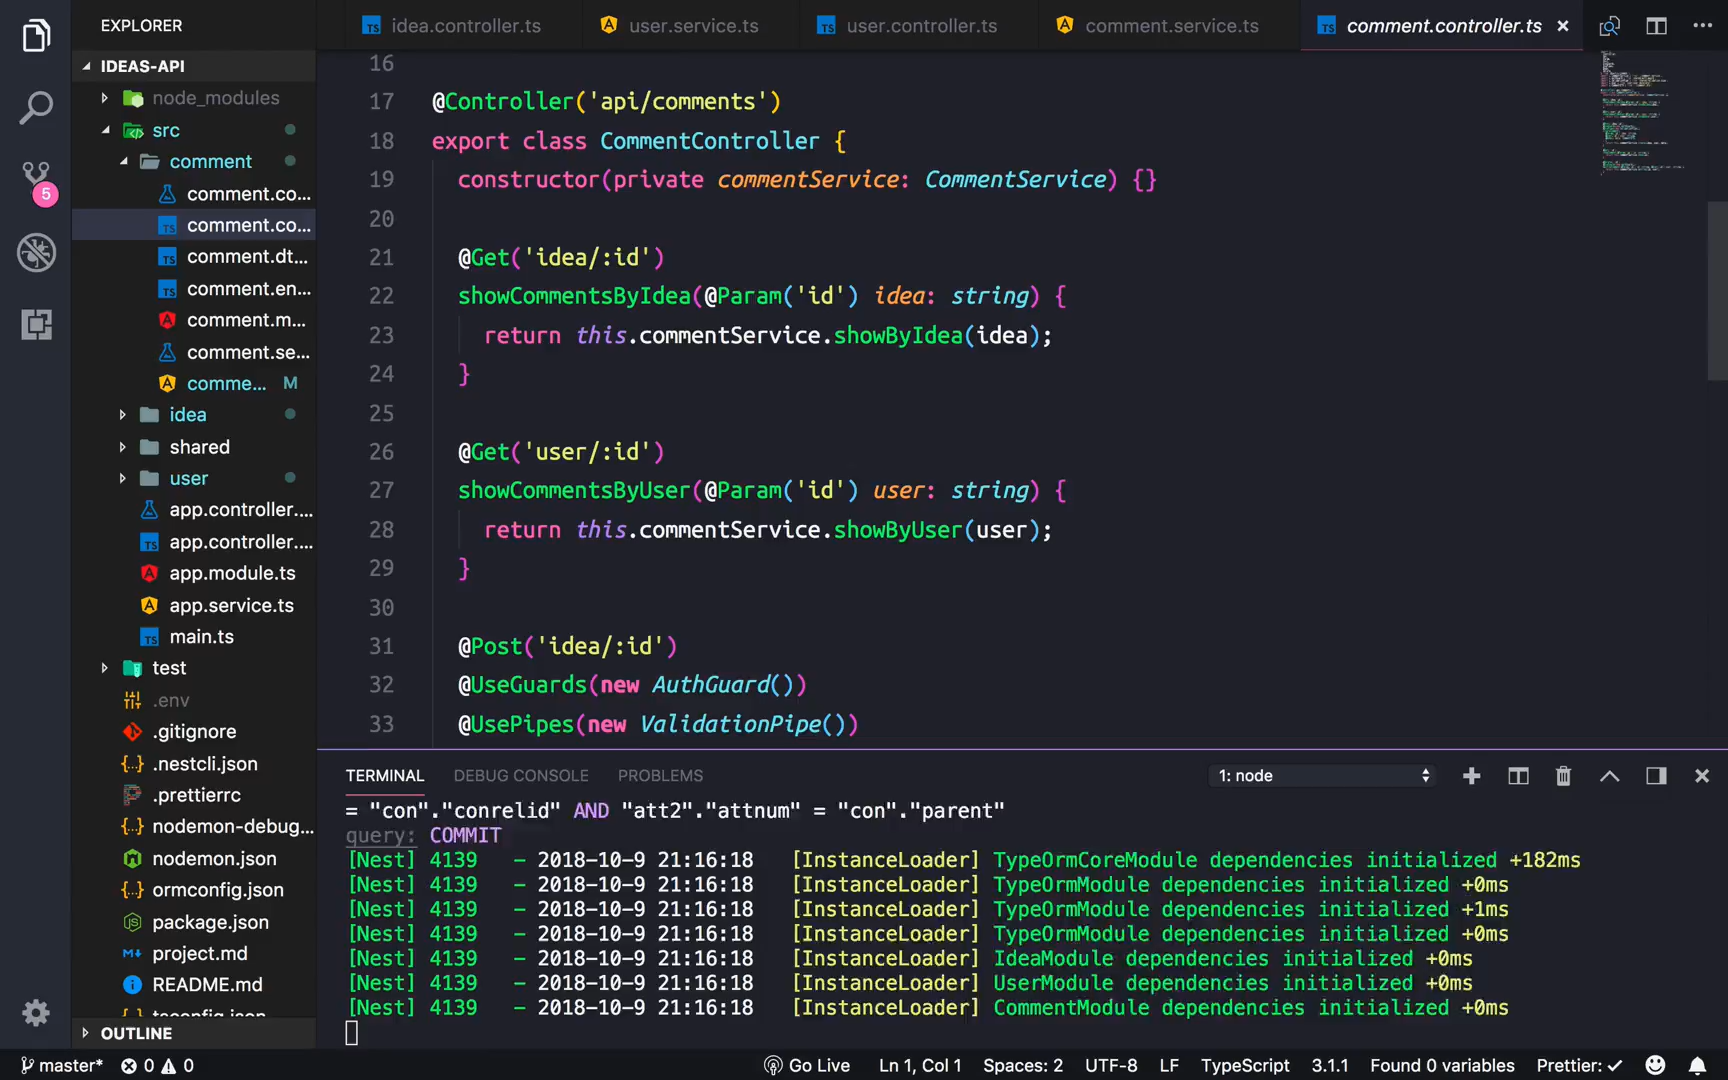 EXPLORER
idea.controller.ts
user.service.ts
user.controller.ts
comment.service.ts
comment.controller.ts
IDEAS-API
node_modules
src
comment
comment.co...
comment.co...
comment.dt...
comment.en...
comment.m...
comment.se...
comme... M
idea
shared
user
app.controller....
app.controller....
app.module.ts
app.service.ts
main.ts
test
.env
.gitignore
.nestcli.json
.prettierrc
nodemon-debug...
nodemon.json
ormconfig.json
package.json
project.md
README.md
tsconfig.json
OUTLINE
5
16
17 @Controller('api/comments')
18 export class CommentController {
19 constructor(private commentService: CommentService) {}
20
21 @Get('idea/:id')
22 showCommentsByIdea(@Param('id') idea: string) {
23 return this.commentService.showByIdea(idea);
24 }
25
26 @Get('user/:id')
27 showCommentsByUser(@Param('id') user: string) {
28 return this.commentService.showByUser(user);
29 }
30
31 @Post('idea/:id')
32 @UseGuards(new AuthGuard())
33 @UsePipes(new ValidationPipe())
TERMINAL DEBUG CONSOLE PROBLEMS 1: node
= "con"."conrelid" AND "att2"."attnum" = "con"."parent"
query: COMMIT
[Nest] 4139 - 2018-10-9 21:16:18 [InstanceLoader] TypeOrmCoreModule dependencies initialized +182ms
[Nest] 4139 - 2018-10-9 21:16:18 [InstanceLoader] TypeOrmModule dependencies initialized +0ms
[Nest] 4139 - 2018-10-9 21:16:18 [InstanceLoader] TypeOrmModule dependencies initialized +1ms
[Nest] 4139 - 2018-10-9 21:16:18 [InstanceLoader] TypeOrmModule dependencies initialized +0ms
[Nest] 4139 - 2018-10-9 21:16:18 [InstanceLoader] IdeaModule dependencies initialized +0ms
[Nest] 4139 - 2018-10-9 21:16:18 [InstanceLoader] UserModule dependencies initialized +0ms
[Nest] 4139 - 2018-10-9 21:16:18 [InstanceLoader] CommentModule dependencies initialized +0ms
master* 0 0 Go Live Ln 1, Col 1 Spaces: 2 UTF-8 LF TypeScript 3.1.1 Found 0 variables Prettier: ✓